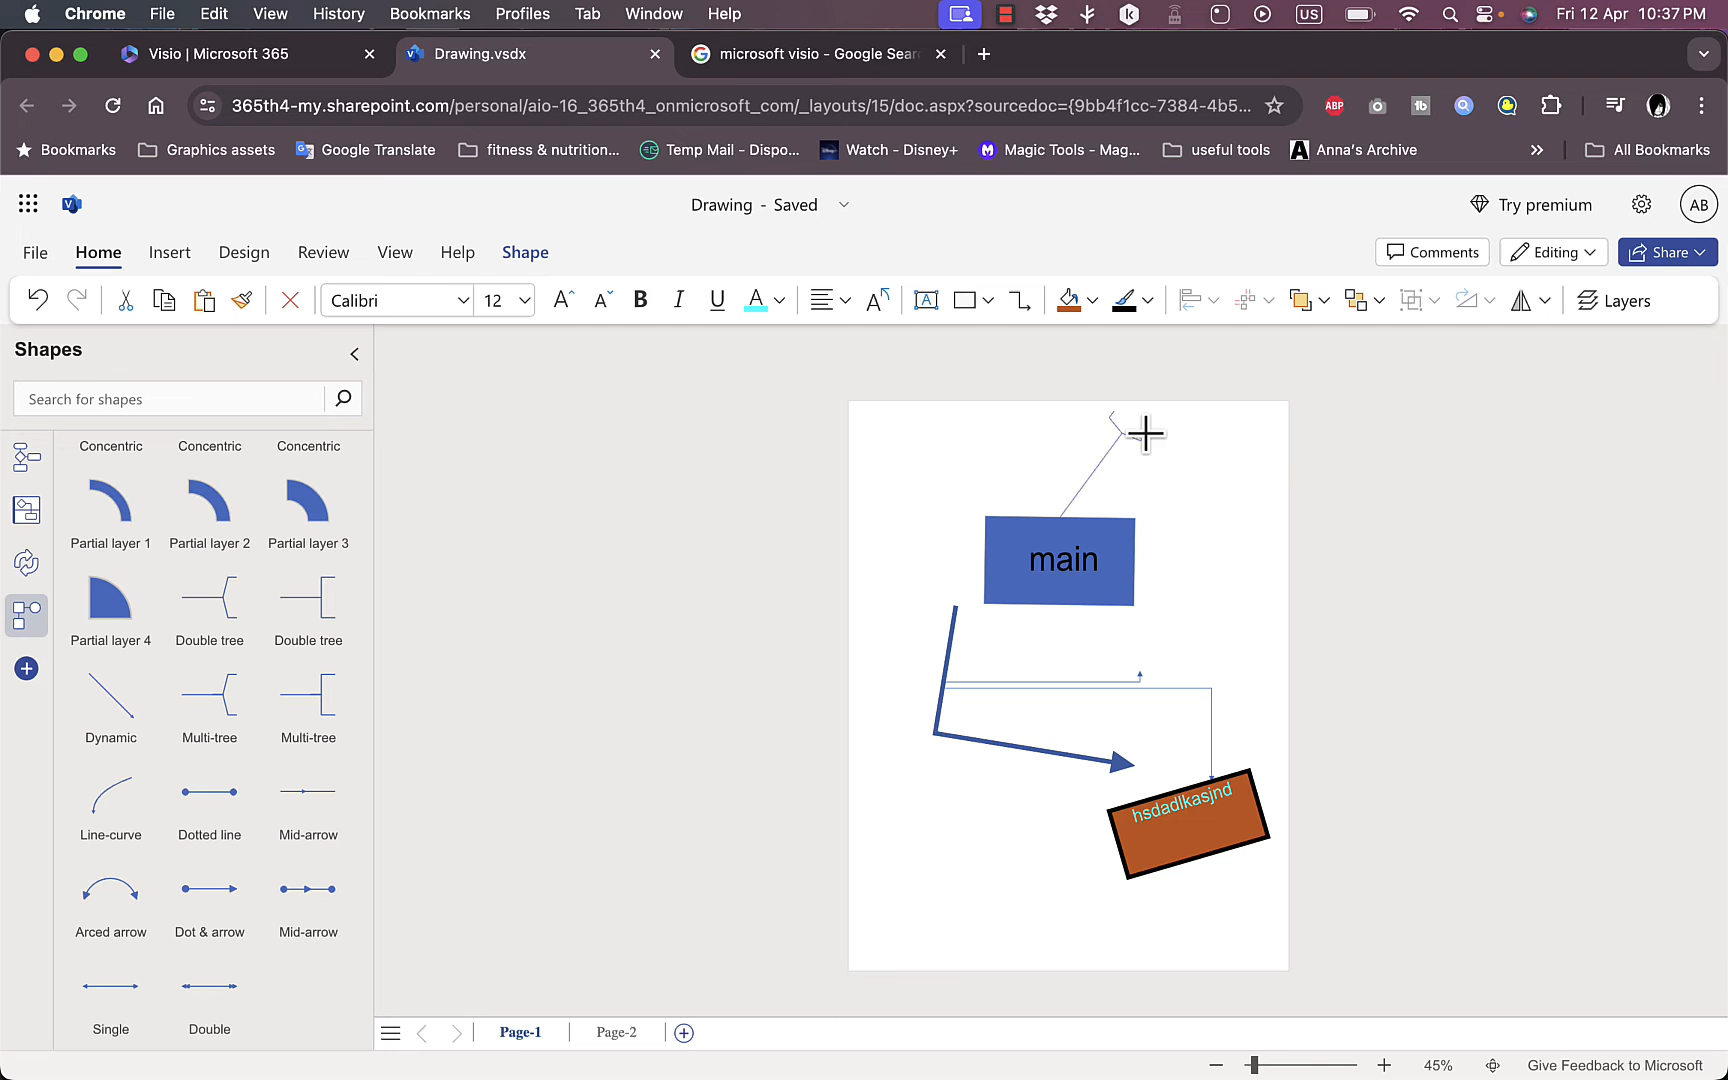 Chrome File Edit View History Bookmarks Profiles Tab Window Help US Fri 12 Apr 10:37 PM
Visio | Microsoft 365 Drawing.vsdx microsoft visio - Google Sear
365th4-my.sharepoint.com/personal/aio-16_365th4_onmicrosoft_com/_layouts/15/doc.aspx?sourcedoc={9bb4f1cc-7384-4b5... ABP tb
Bookmarks Graphics assets Google Translate fitness & nutrition... Temp Mail - Dispo... Watch - Disney+ Magic Tools - Mag... useful tools Anna's Archive » All Bookmarks
Drawing - Saved Try premium AB
File Home Insert Design Review View Help Shape Comments Editing Share
Calibri 12 A A B I U A A A Layers
Shapes
Search for shapes
Concentric Concentric Concentric
Partial layer 1 Partial layer 2 Partial layer 3
Partial layer 4 Double tree Double tree
Dynamic Multi-tree Multi-tree
Line-curve Dotted line Mid-arrow
Arced arrow Dot & arrow Mid-arrow
Single Double
main
hsdadlkasjnd
Page-1 Page-2
45% Give Feedback to Microsoft